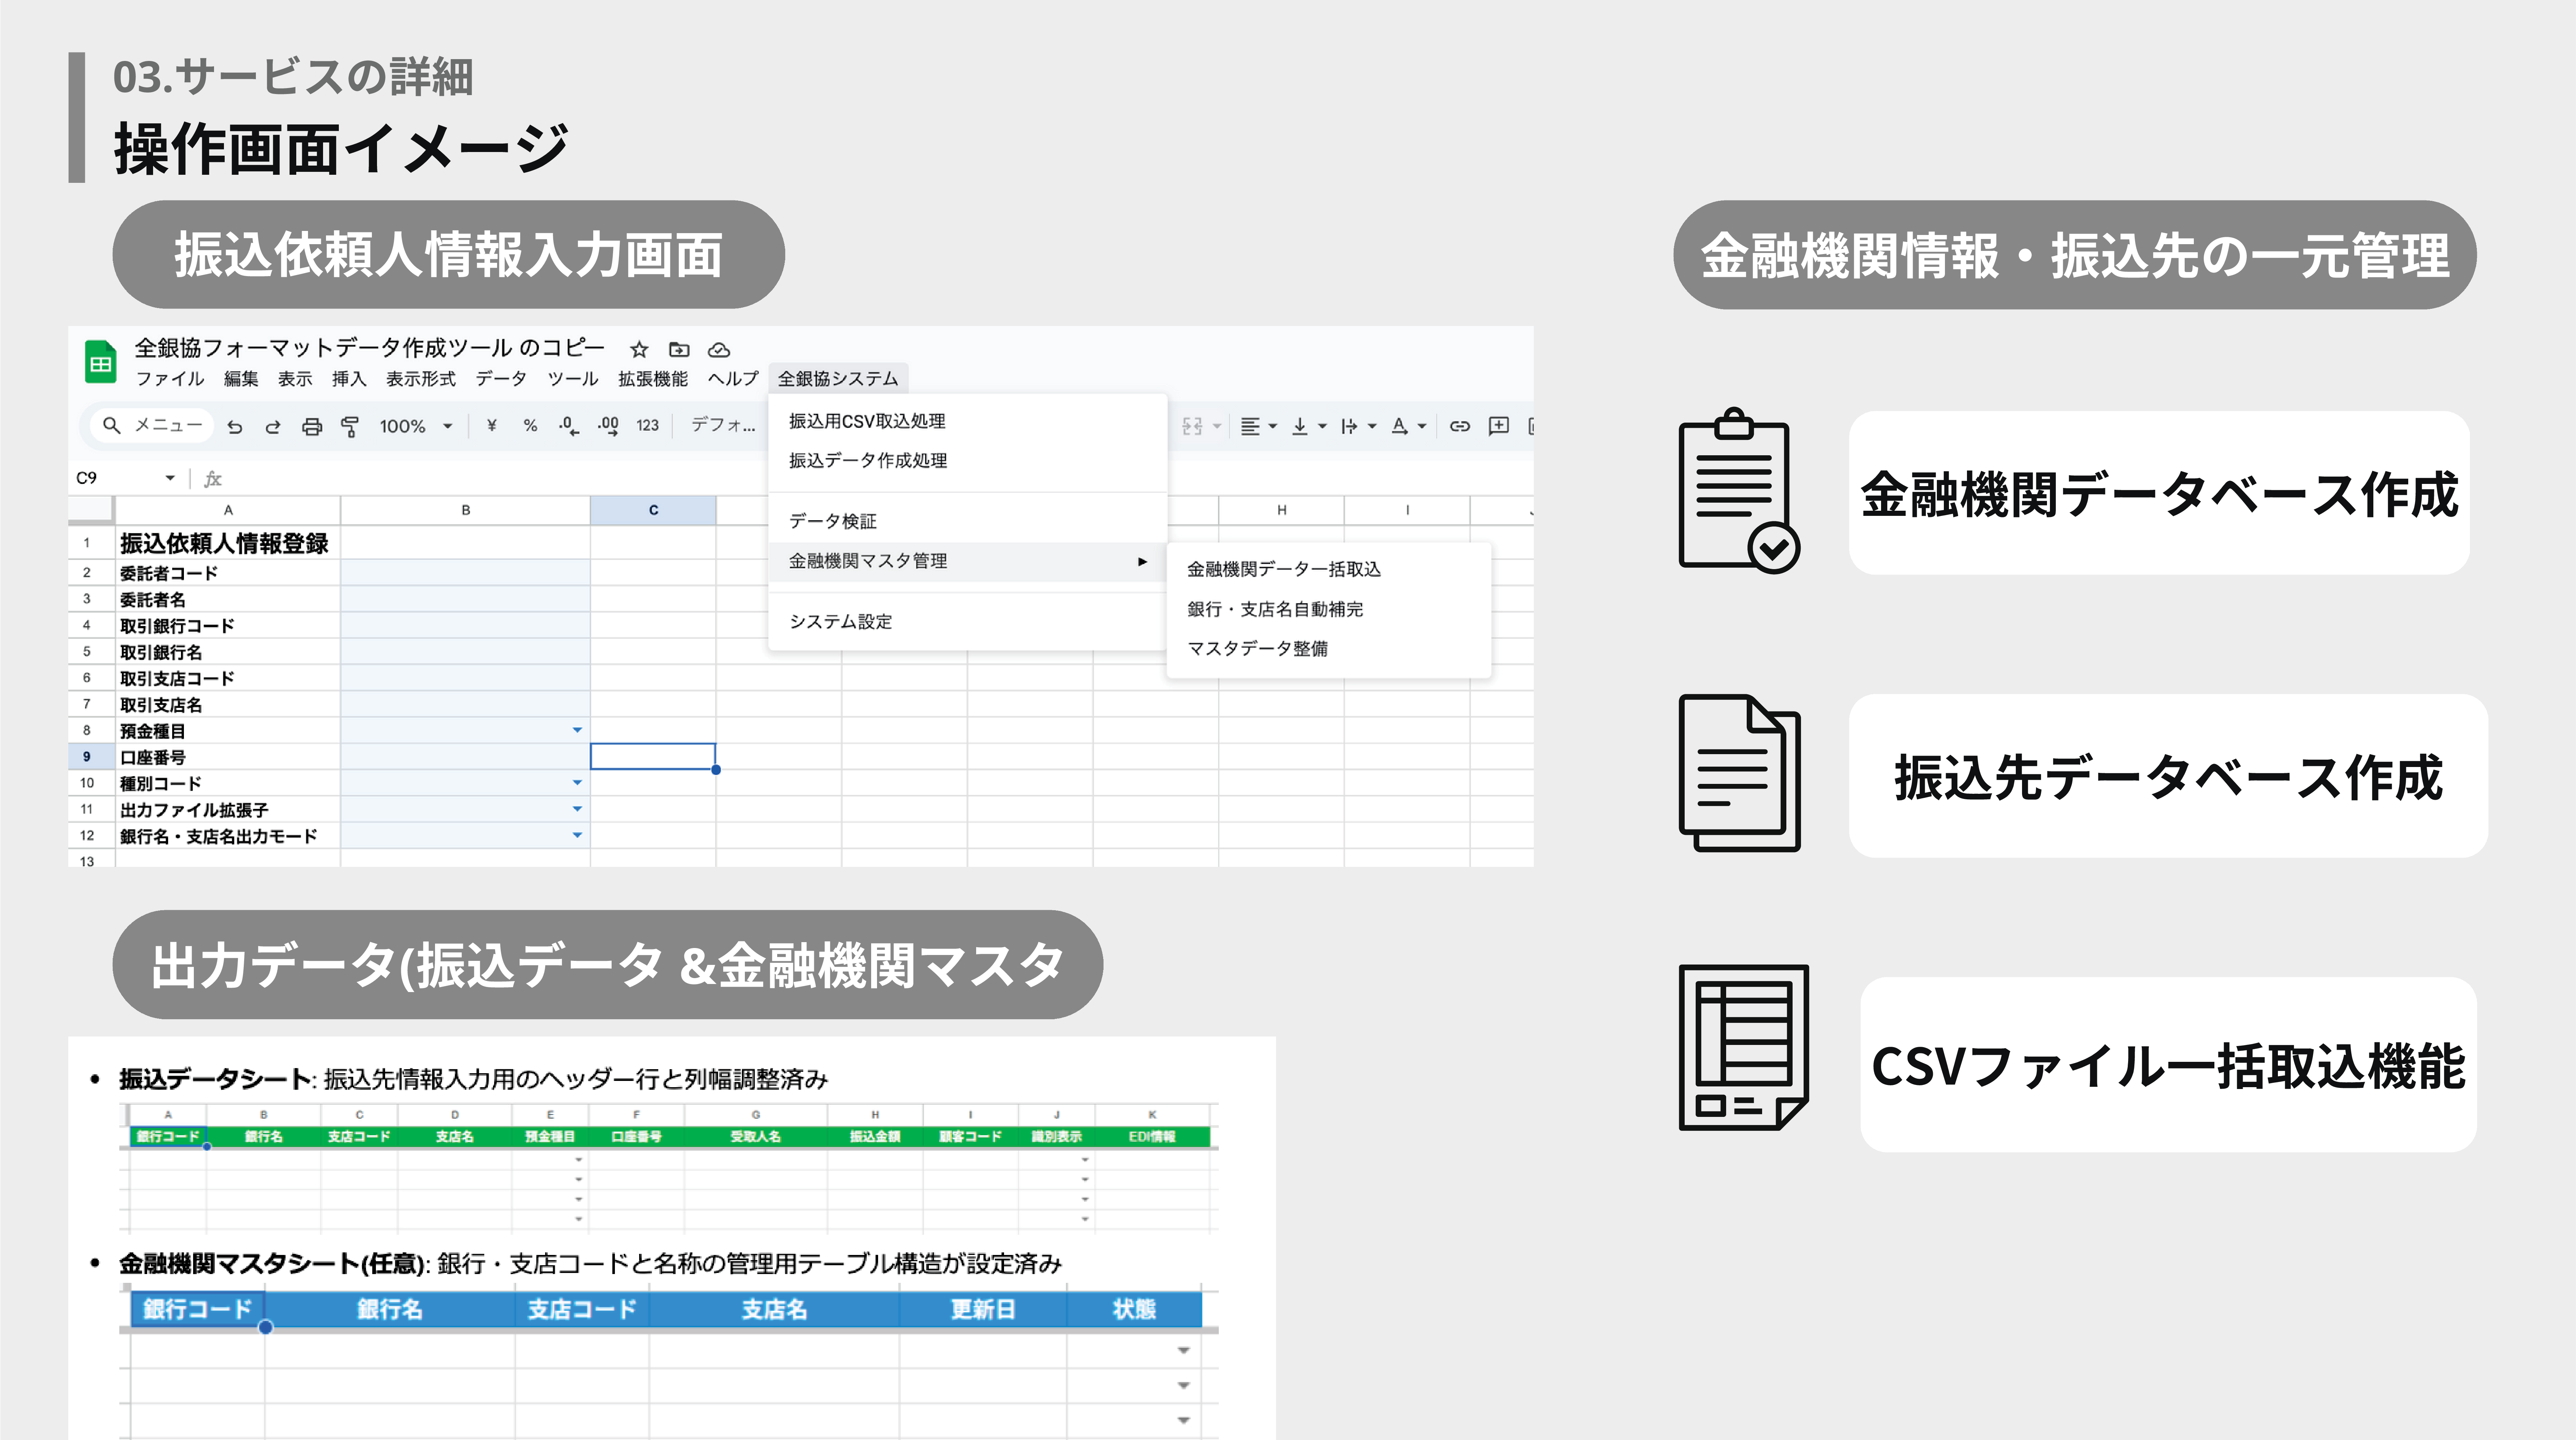 03.サービスの詳細
操作画面イメージ
振込依頼人情報入力画面
全銀協フォーマットデータ作成ツール のコピー
ファイル 編集 表示 挿入 表示形式 データ ツール 拡張機能 ヘルプ 全銀協システム
メニュー 100% ¥ % .0 .00 123 デフォ...
振込用CSV取込処理
振込データ作成処理
データ検証
金融機関マスタ管理
システム設定
金融機関データ一括取込
銀行・支店名自動補完
マスタデータ整備
C9 fx
A B C H I
1 振込依頼人情報登録
2 委託者コード
3 委託者名
4 取引銀行コード
5 取引銀行名
6 取引支店コード
7 取引支店名
8 預金種目
9 口座番号
10 種別コード
11 出力ファイル拡張子
12 銀行名・支店名出力モード
13
出力データ(振込データ &金融機関マスタ
• 振込データシート: 振込先情報入力用のヘッダー行と列幅調整済み
A B C D E F G H I J K
銀行コード 銀行名 支店コード 支店名 預金種目 口座番号 受取人名 振込金額 顧客コード 識別表示 EDI情報
• 金融機関マスタシート(任意): 銀行・支店コードと名称の管理用テーブル構造が設定済み
銀行コード 銀行名 支店コード 支店名 更新日 状態
金融機関情報・振込先の一元管理
金融機関データベース作成
振込先データベース作成
CSVファイル一括取込機能